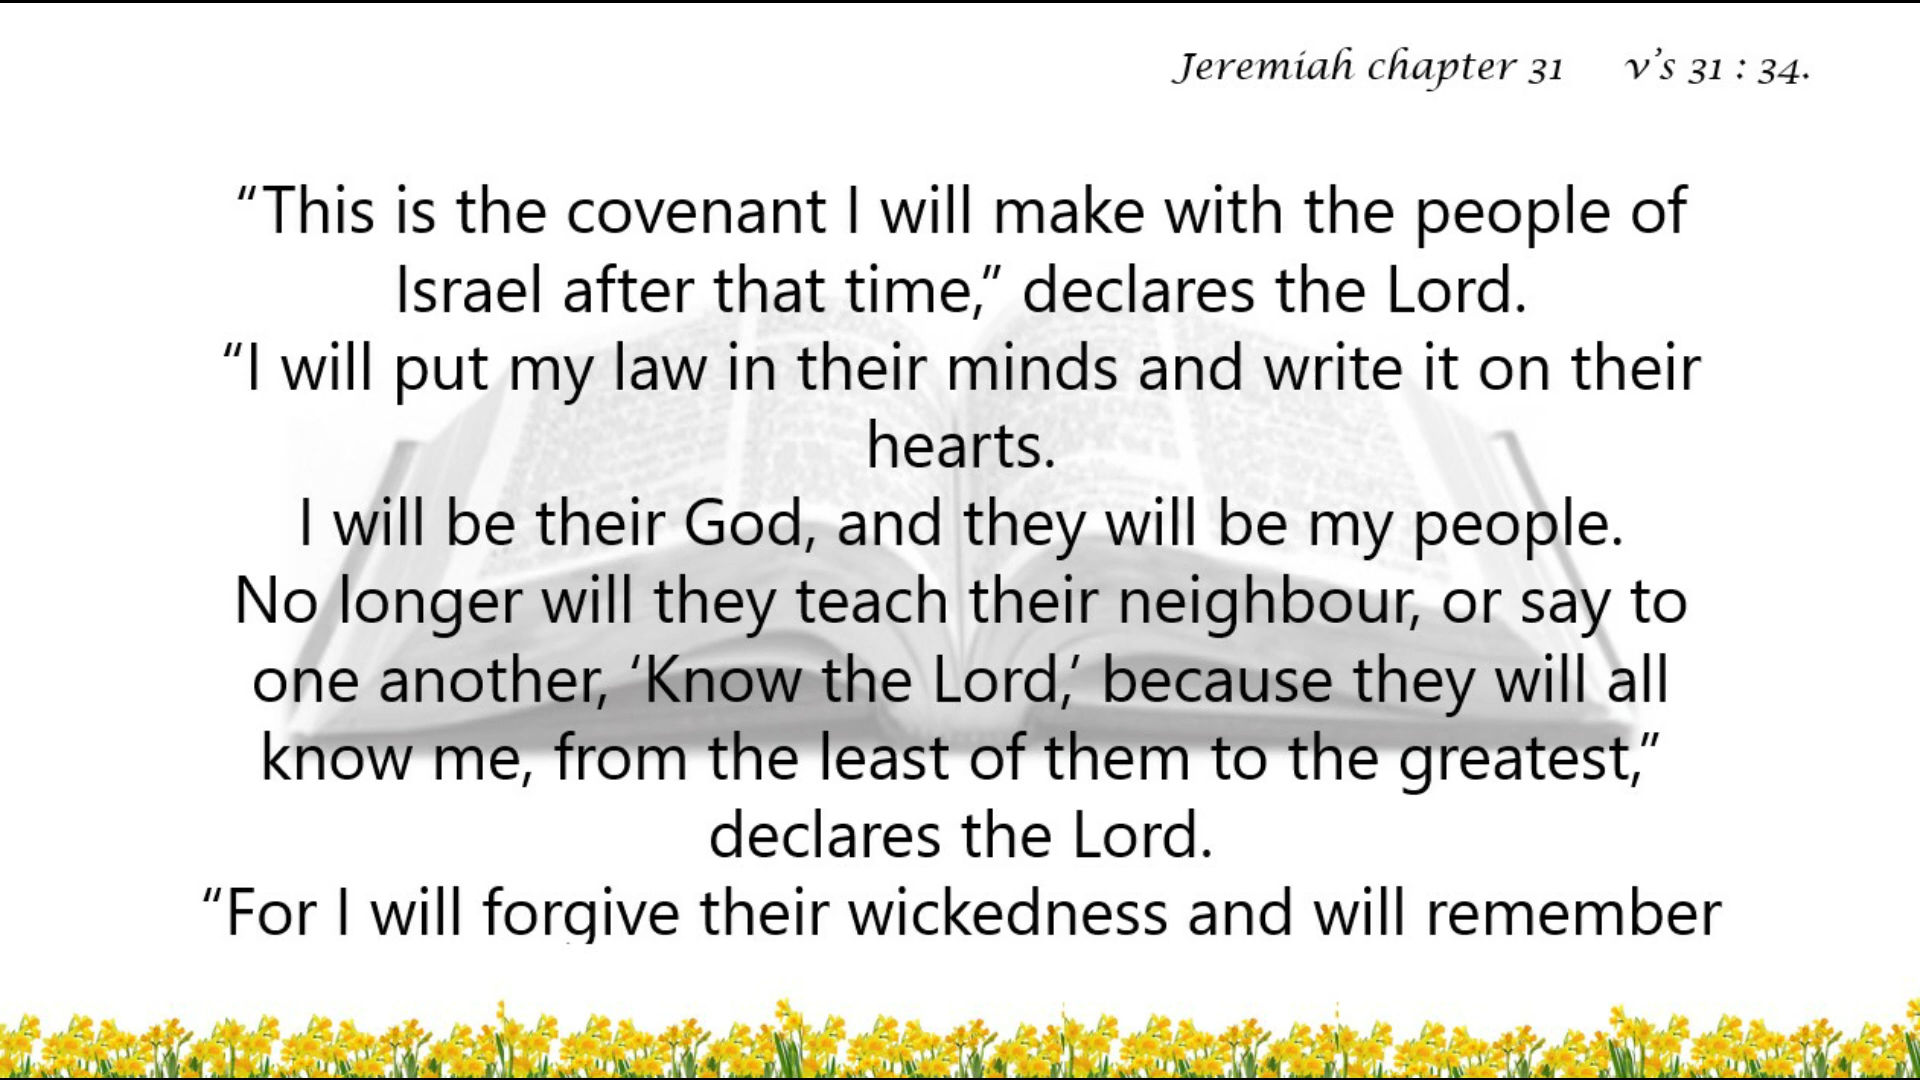 Jeremiah chapter 31 v’s 31 : 34.
“This is the covenant I will make with the people of
Israel after that time,” declares the Lord.
“I will put my law in their minds and write it on their
hearts.
I will be their God, and they will be my people.
No longer will they teach their neighbour, or say to
one another, ‘Know the Lord,’ because they will all
know me, from the least of them to the greatest,”
declares the Lord.
“For I will forgive their wickedness and will remember